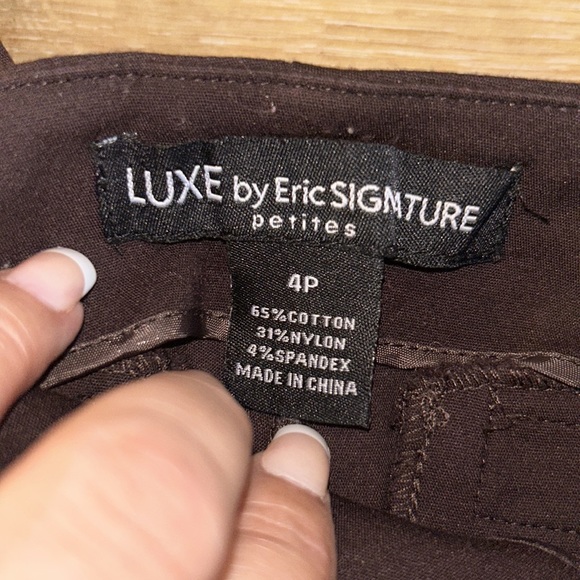 LUXE by Eric SIGNATURE
petites
4P
65%COTTON
31%NYLON
4%SPANDEX
MADE IN CHINA